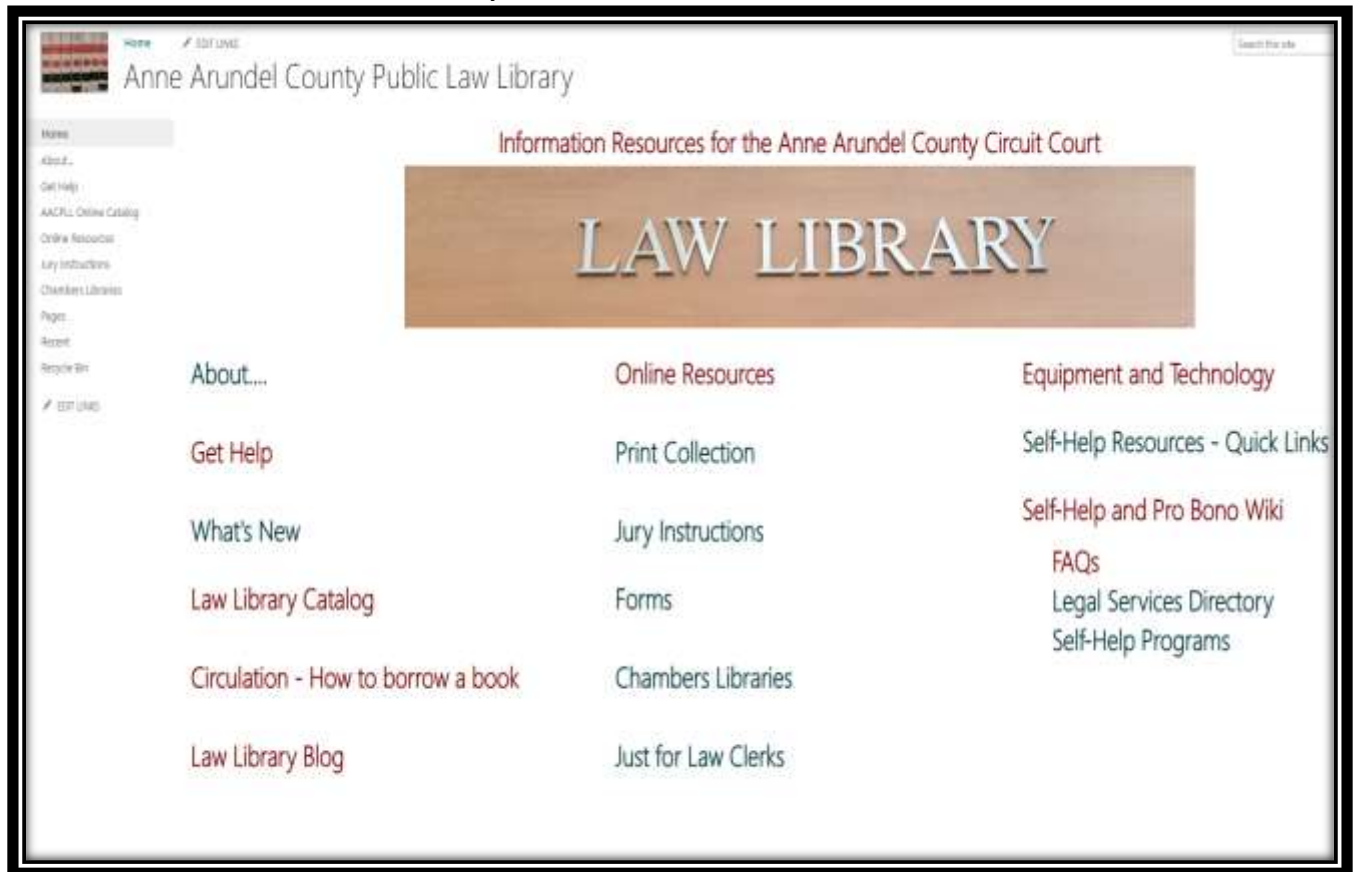 Home EDIT LINKS
Search this site
Anne Arundel County Public Law Library
Home
About...
Get Help
AACPLL Online Catalog
Online Resources
Jury Instructions
Chambers Libraries
Pages
Recent
Recycle Bin
EDIT LINKS
Information Resources for the Anne Arundel County Circuit Court
LAW LIBRARY
About....
Get Help
What's New
Law Library Catalog
Circulation - How to borrow a book
Law Library Blog
Online Resources
Print Collection
Jury Instructions
Forms
Chambers Libraries
Just for Law Clerks
Equipment and Technology
Self-Help Resources - Quick Links
Self-Help and Pro Bono Wiki
FAQs
Legal Services Directory
Self-Help Programs